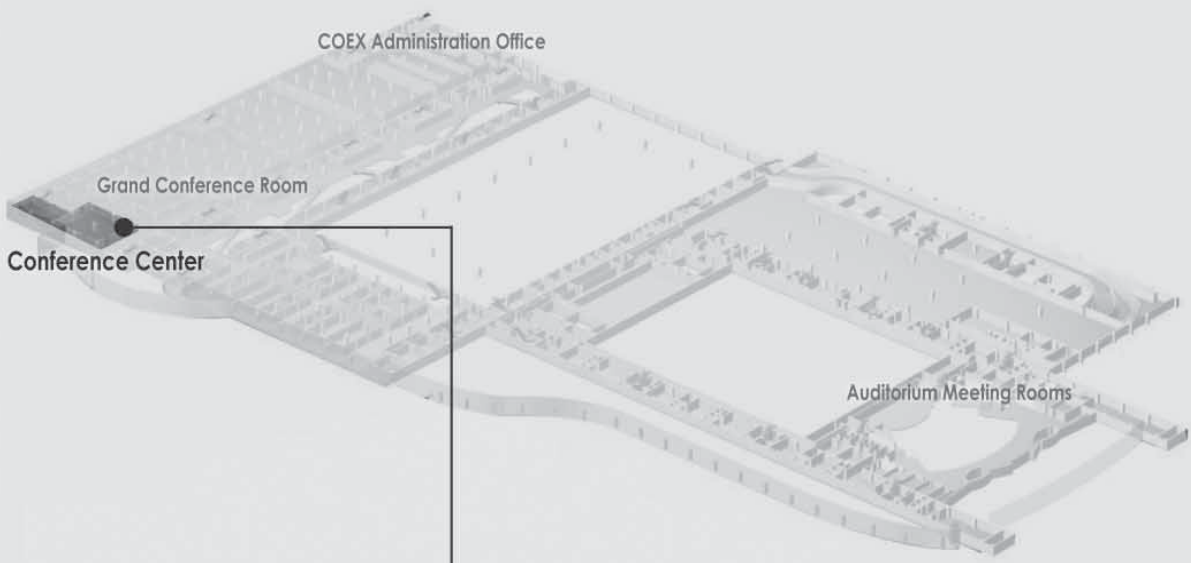 COEX Administration Office
Grand Conference Room
Conference Center
Auditorium Meeting Rooms